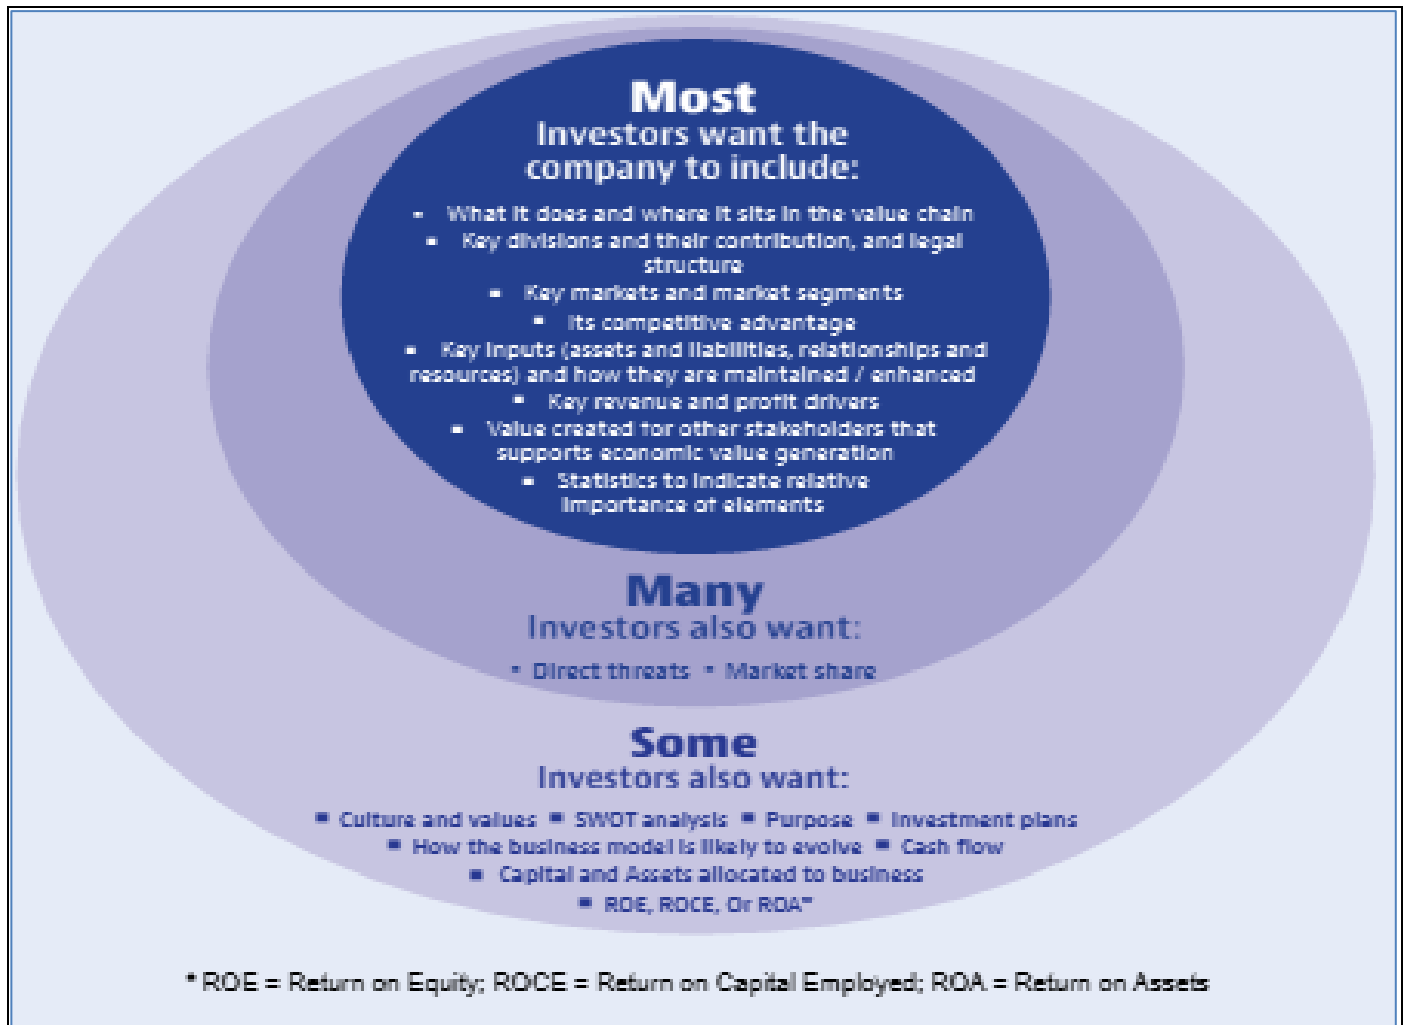 Most
Investors want the
company to include:
▪ What it does and where it sits in the value chain
▪ Key divisions and their contribution, and legal
structure
▪ Key markets and market segments
▪ Its competitive advantage
▪ Key inputs (assets and liabilities, relationships and
resources) and how they are maintained / enhanced
▪ Key revenue and profit drivers
▪ Value created for other stakeholders that
supports economic value generation
▪ Statistics to indicate relative
importance of elements
Many
Investors also want:
▪ Direct threats ▪ Market share
Some
Investors also want:
▪ Culture and values ▪ SWOT analysis ▪ Purpose ▪ Investment plans
▪ How the business model is likely to evolve ▪ Cash flow
▪ Capital and Assets allocated to business
▪ ROE, ROCE, Or ROA*
* ROE = Return on Equity; ROCE = Return on Capital Employed; ROA = Return on Assets